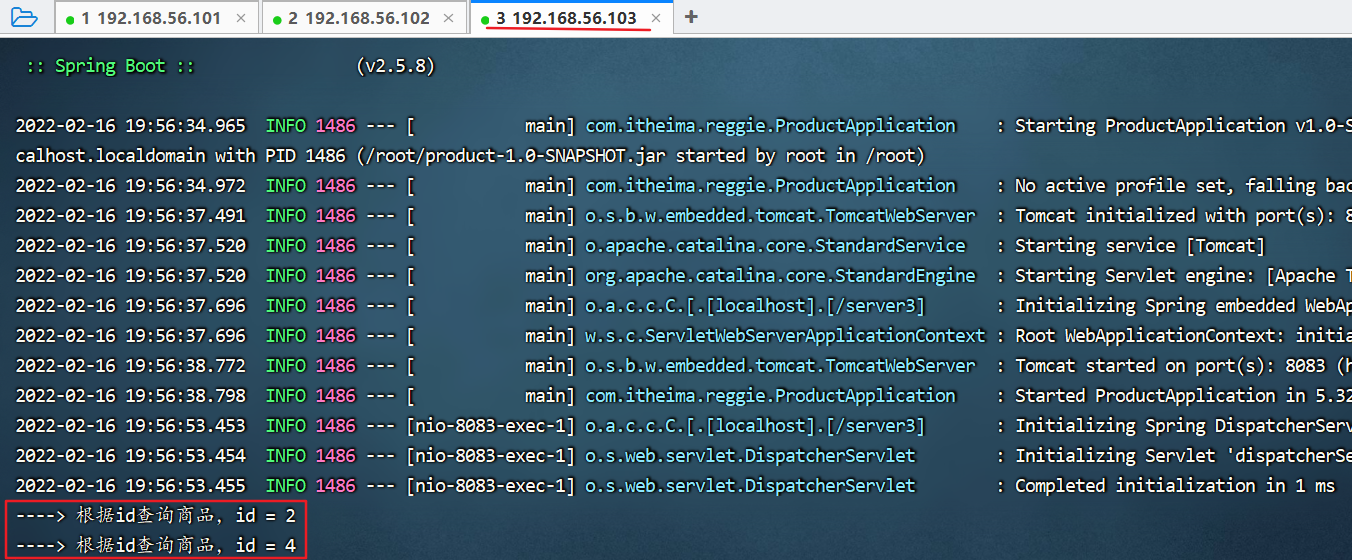 1 192.168.56.101 × 2 192.168.56.102 × 3 192.168.56.103 × +
:: Spring Boot :: (v2.5.8)
2022-02-16 19:56:34.965 INFO 1486 --- [ main] com.itheima.reggie.ProductApplication : Starting ProductApplication v1.0-S
calhost.localdomain with PID 1486 (/root/product-1.0-SNAPSHOT.jar started by root in /root)
2022-02-16 19:56:34.972 INFO 1486 --- [ main] com.itheima.reggie.ProductApplication : No active profile set, falling bac
2022-02-16 19:56:37.491 INFO 1486 --- [ main] o.s.b.w.embedded.tomcat.TomcatWebServer : Tomcat initialized with port(s): 8
2022-02-16 19:56:37.520 INFO 1486 --- [ main] o.apache.catalina.core.StandardService : Starting service [Tomcat]
2022-02-16 19:56:37.520 INFO 1486 --- [ main] org.apache.catalina.core.StandardEngine : Starting Servlet engine: [Apache T
2022-02-16 19:56:37.696 INFO 1486 --- [ main] o.a.c.c.C.[.[localhost].[/server3] : Initializing Spring embedded WebAp
2022-02-16 19:56:37.696 INFO 1486 --- [ main] w.s.c.ServletWebServerApplicationContext : Root WebApplicationContext: initia
2022-02-16 19:56:38.772 INFO 1486 --- [ main] o.s.b.w.embedded.tomcat.TomcatWebServer : Tomcat started on port(s): 8083 (h
2022-02-16 19:56:38.798 INFO 1486 --- [ main] com.itheima.reggie.ProductApplication : Started ProductApplication in 5.32
2022-02-16 19:56:53.453 INFO 1486 --- [nio-8083-exec-1] o.a.c.c.C.[.[localhost].[/server3] : Initializing Spring DispatcherServ
2022-02-16 19:56:53.454 INFO 1486 --- [nio-8083-exec-1] o.s.web.servlet.DispatcherServlet : Initializing Servlet 'dispatcherSe
2022-02-16 19:56:53.455 INFO 1486 --- [nio-8083-exec-1] o.s.web.servlet.DispatcherServlet : Completed initialization in 1 ms
----> 根据id查询商品，id = 2
----> 根据id查询商品，id = 4